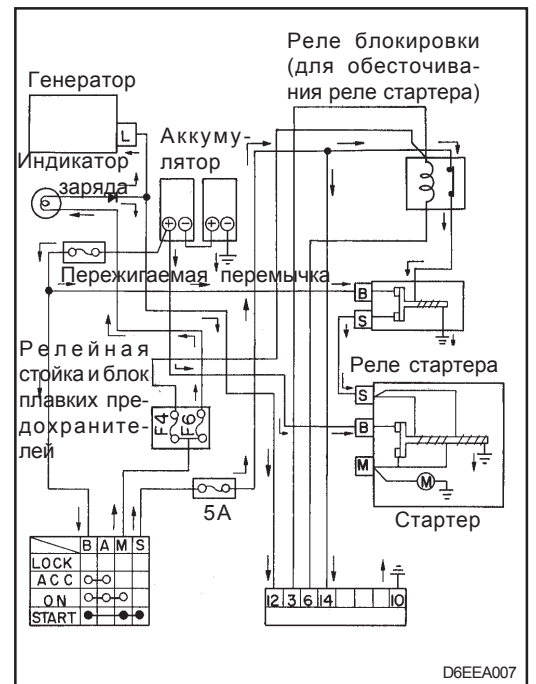 Реле блокировки
(для обесточива-
ния реле стартера)
Генератор
L
Индикатор
заряда
Аккуму-
лятор
+ - + -
Пережигаемая перемычка
B
S
Релейная
стойка и блок
плавких пре-
дохраните-
лей
F4 F6
Реле стартера
S
B
M
M
Стартер
5A
B A M S
LOCK
ACC
ON
START
12 3 6 14 10
D6EEA007